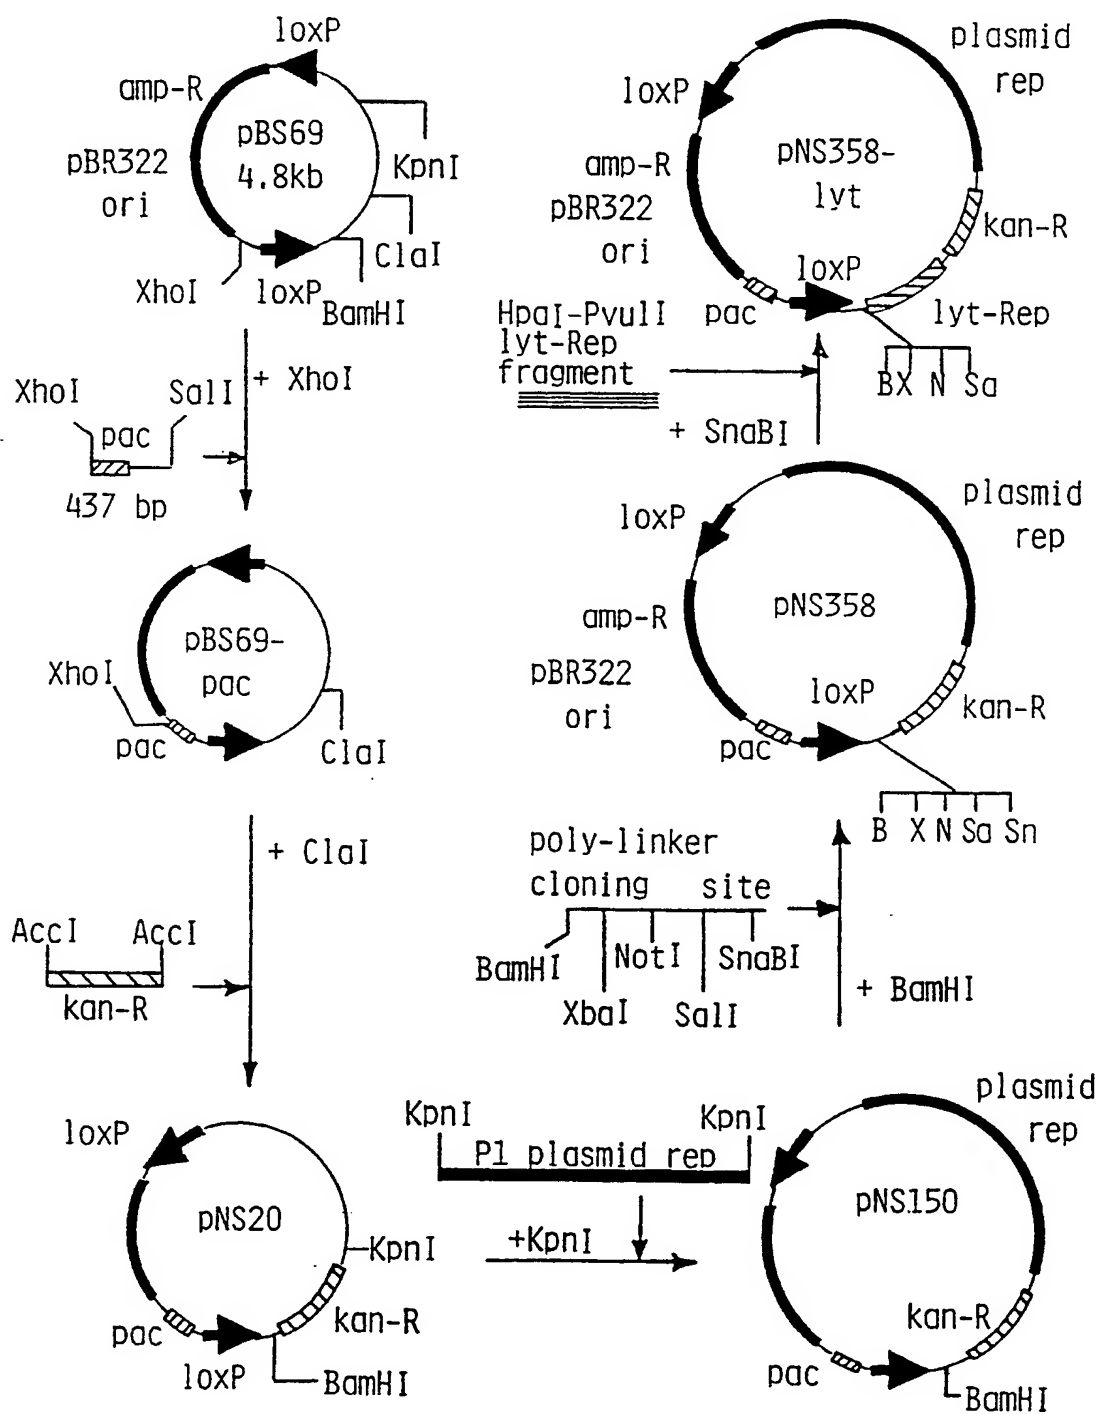 loxP
amp-R
pBS69
4.8kb
pBR322
ori
KpnI
ClaI
XhoI
loxP
BamHI
+ XhoI
XhoI
SalI
pac
437 bp
pBS69-
pac
XhoI
pac
ClaI
+ ClaI
AccI
AccI
kan-R
loxP
pNS20
KpnI
kan-R
pac
loxP
BamHI
KpnI
KpnI
P1 plasmid rep
+KpnI
plasmid
rep
pNS150
kan-R
pac
BamHI
poly-linker
cloning site
BamHI
NotI
SnaBI
XbaI
SalI
+ BamHI
plasmid
rep
loxP
pNS358
amp-R
pBR322
ori
loxP
kan-R
pac
B X N Sa Sn
HpaI-PvuII
lyt-Rep
fragment
+ SnaBI
plasmid
rep
loxP
pNS358-
lyt
amp-R
pBR322
ori
kan-R
loxP
pac
lyt-Rep
BX N Sa